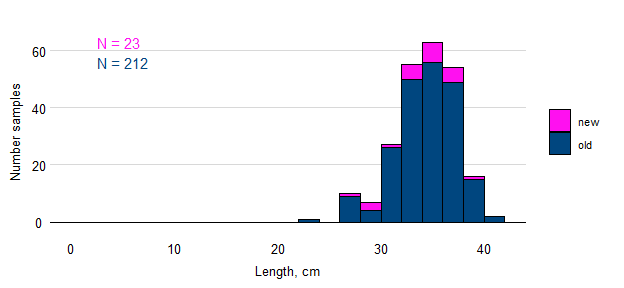 N = 23
N = 212
60
40
20
0
Number samples
0 10 20 30 40
Length, cm
new
old